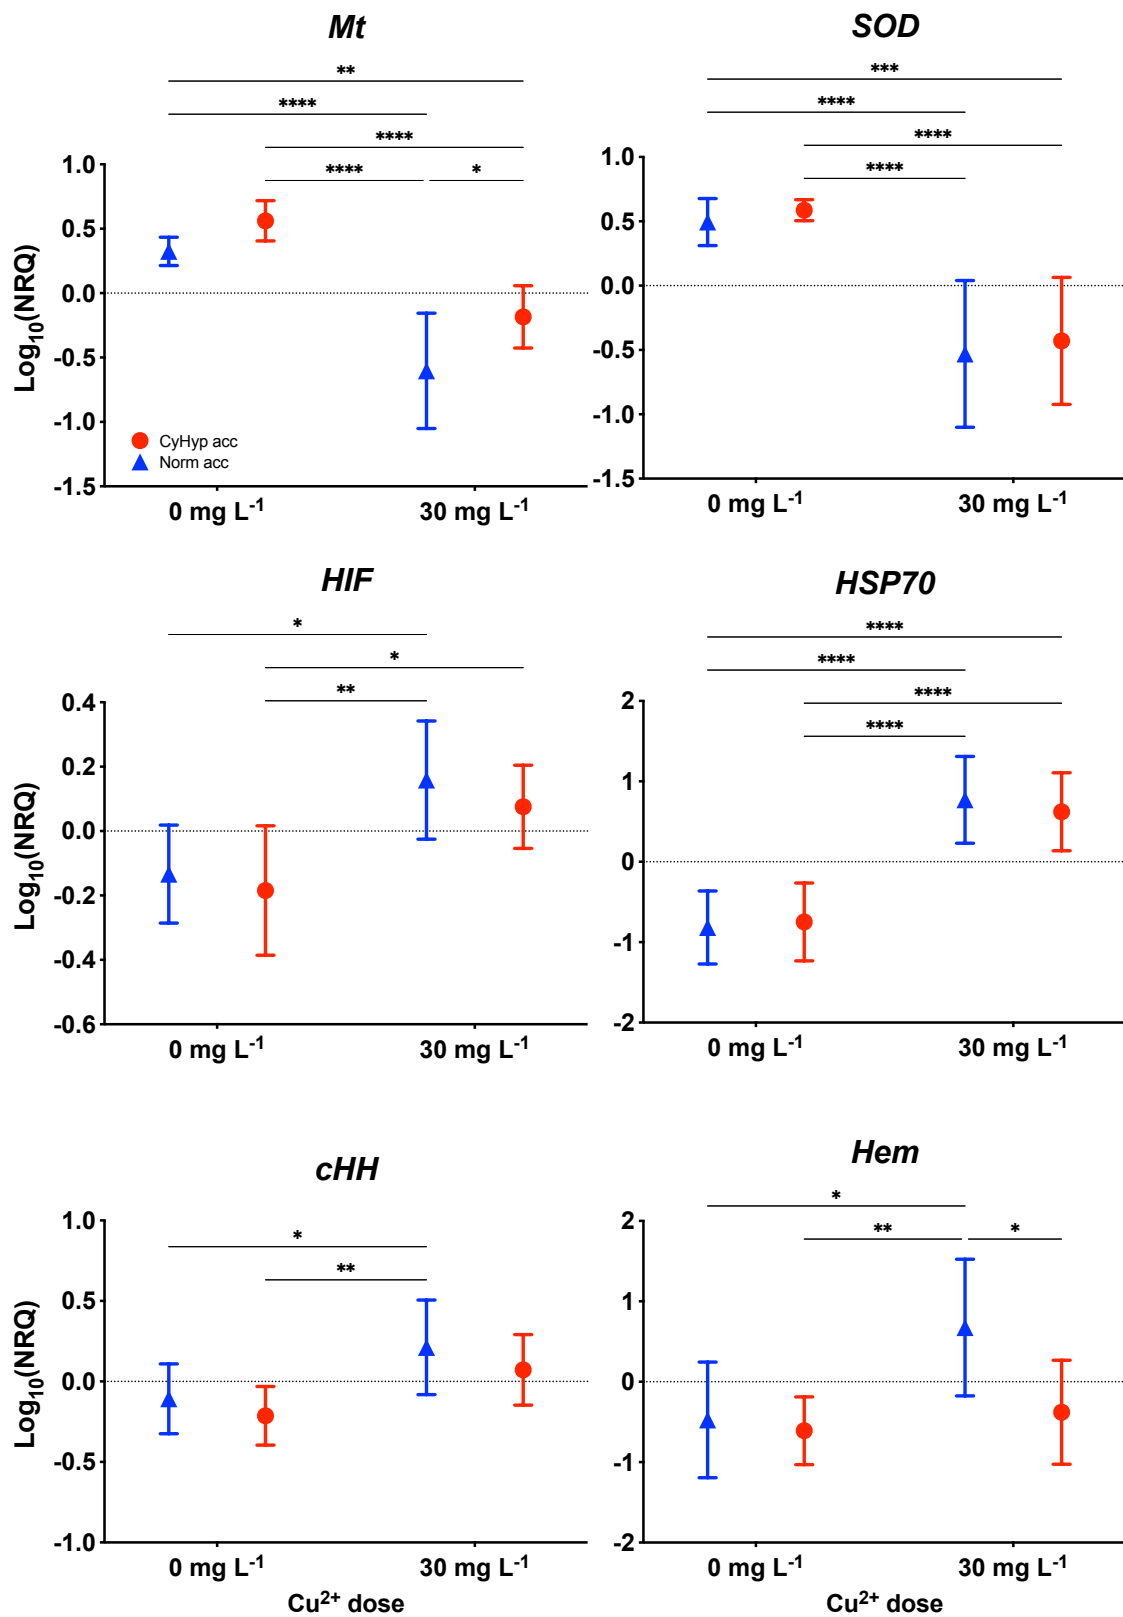 Mt
**
****
****
**** *
1.0
0.5
0.0
-0.5
-1.0
-1.5
Log10(NRQ)
CyHyp acc
Norm acc
0 mg L-1 30 mg L-1
SOD
***
****
****
****
1.0
0.5
0.0
-0.5
-1.0
-1.5
0 mg L-1 30 mg L-1
HIF
*
*
**
0.4
0.2
0.0
-0.2
-0.4
-0.6
Log10(NRQ)
0 mg L-1 30 mg L-1
HSP70
****
****
****
****
2
1
0
-1
-2
0 mg L-1 30 mg L-1
cHH
*
**
1.0
0.5
0.0
-0.5
-1.0
Log10(NRQ)
0 mg L-1 30 mg L-1
Cu2+ dose
Hem
*
** *
2
1
0
-1
-2
0 mg L-1 30 mg L-1
Cu2+ dose